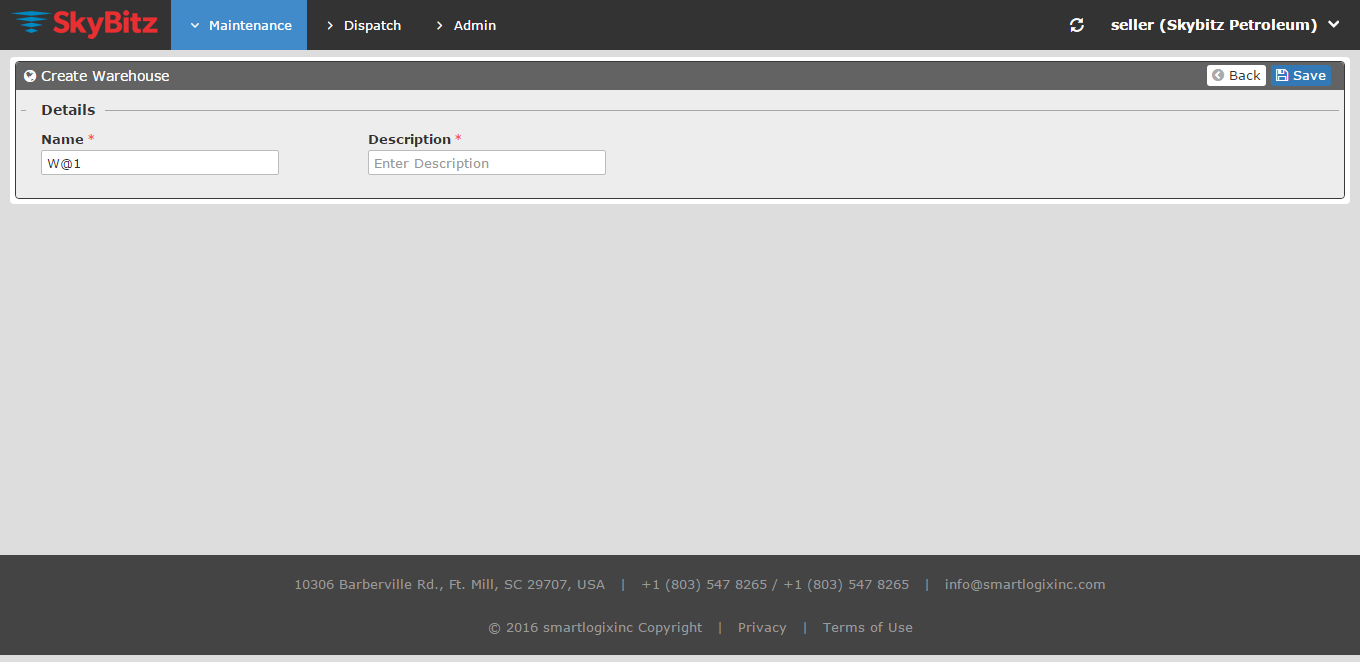 SkyBitz Maintenance Dispatch Admin seller (Skybitz Petroleum)
Create Warehouse Back Save
Details
Name * Description *
W@1 Enter Description
10306 Barberville Rd., Ft. Mill, SC 29707, USA | +1 (803) 547 8265 / +1 (803) 547 8265 | info@smartlogixinc.com
© 2016 smartlogixinc Copyright | Privacy | Terms of Use